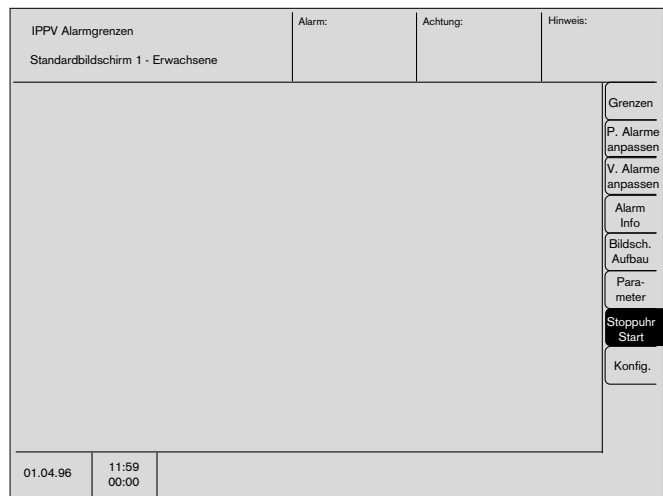 IPPV Alarmgrenzen
Standardbildschirm 1 - Erwachsene
Alarm:
Achtung:
Hinweis:
Grenzen
P. Alarme
anpassen
V. Alarme
anpassen
Alarm
Info
Bildsch.
Aufbau
Para-
meter
Stoppuhr
Start
Konfig.
01.04.96
11:59
00:00